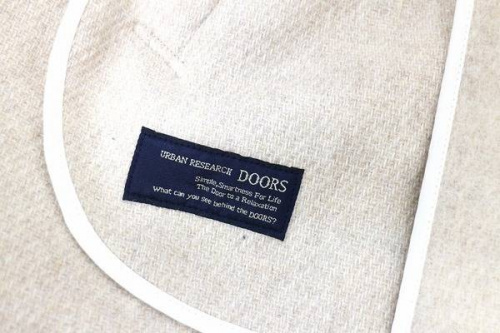 URBAN RESEARCH DOORS
Simple,Smartness For Life
The Door to a Relaxation
What can you see behind the DOORS?